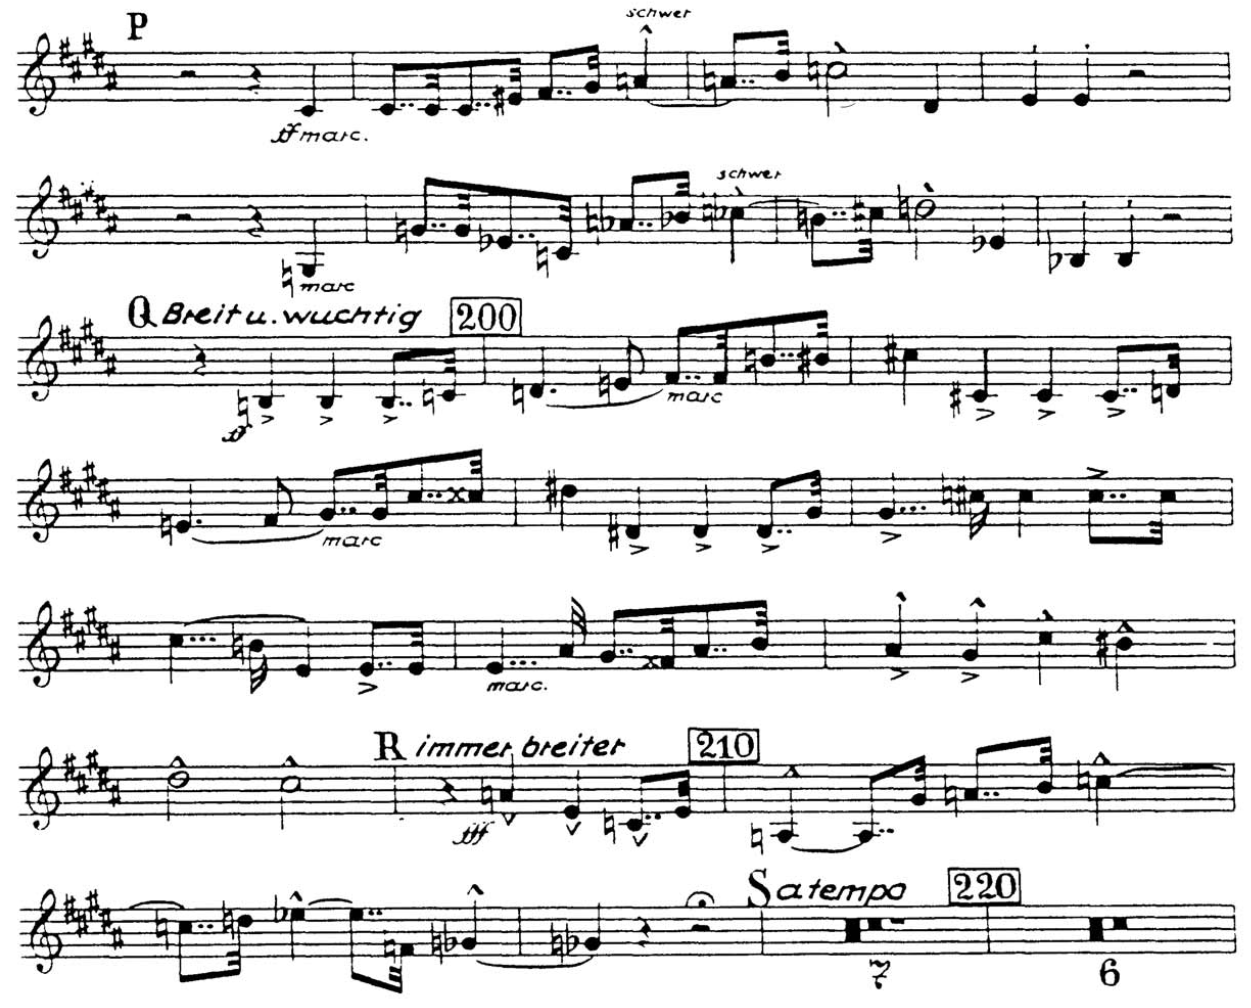 P
schwer
ff marc.
schwer
marc
Q Breit u. wuchtig 200
ff
marc
marc
marc.
R immer breiter 210
fff
S a tempo 220
7 6